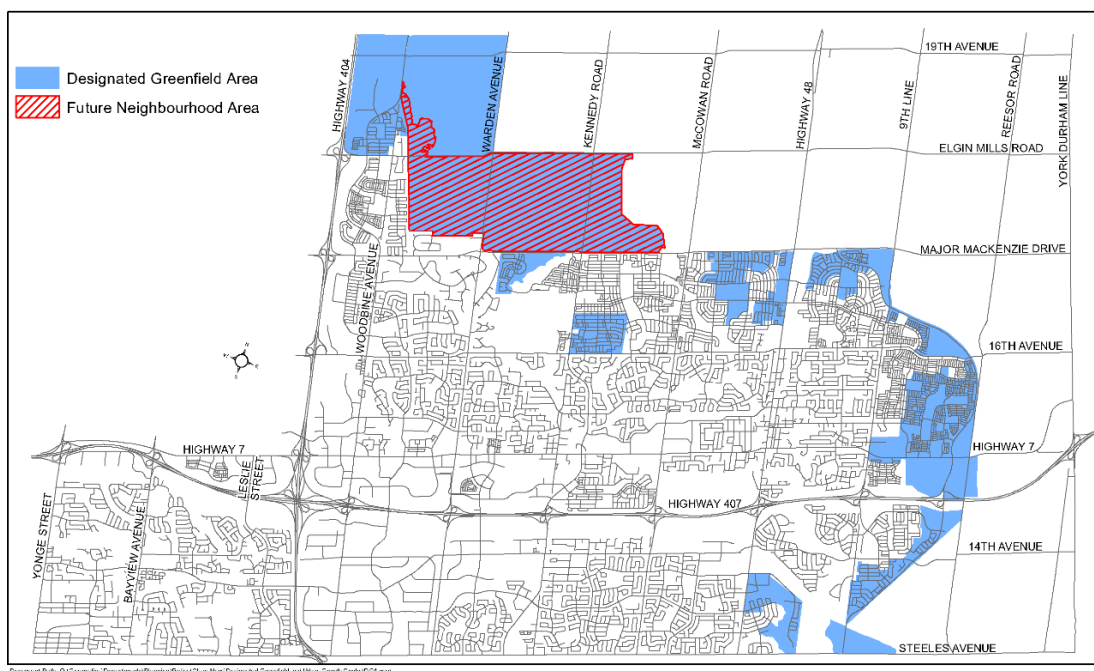 19TH AVENUE
Designated Greenfield Area
Future Neighbourhood Area
HIGHWAY 404
WARDEN AVENUE
KENNEDY ROAD
McCOWAN ROAD
HIGHWAY 48
9TH LINE
REESOR ROAD
YORK DURHAM LINE
ELGIN MILLS ROAD
MAJOR MACKENZIE DRIVE
WOODBINE AVENUE
16TH AVENUE
HIGHWAY 7
LESLIE
STREET
HIGHWAY 7
HIGHWAY 407
YONGE STREET
BAYVIEW AVENUE
14TH AVENUE
STEELES AVENUE